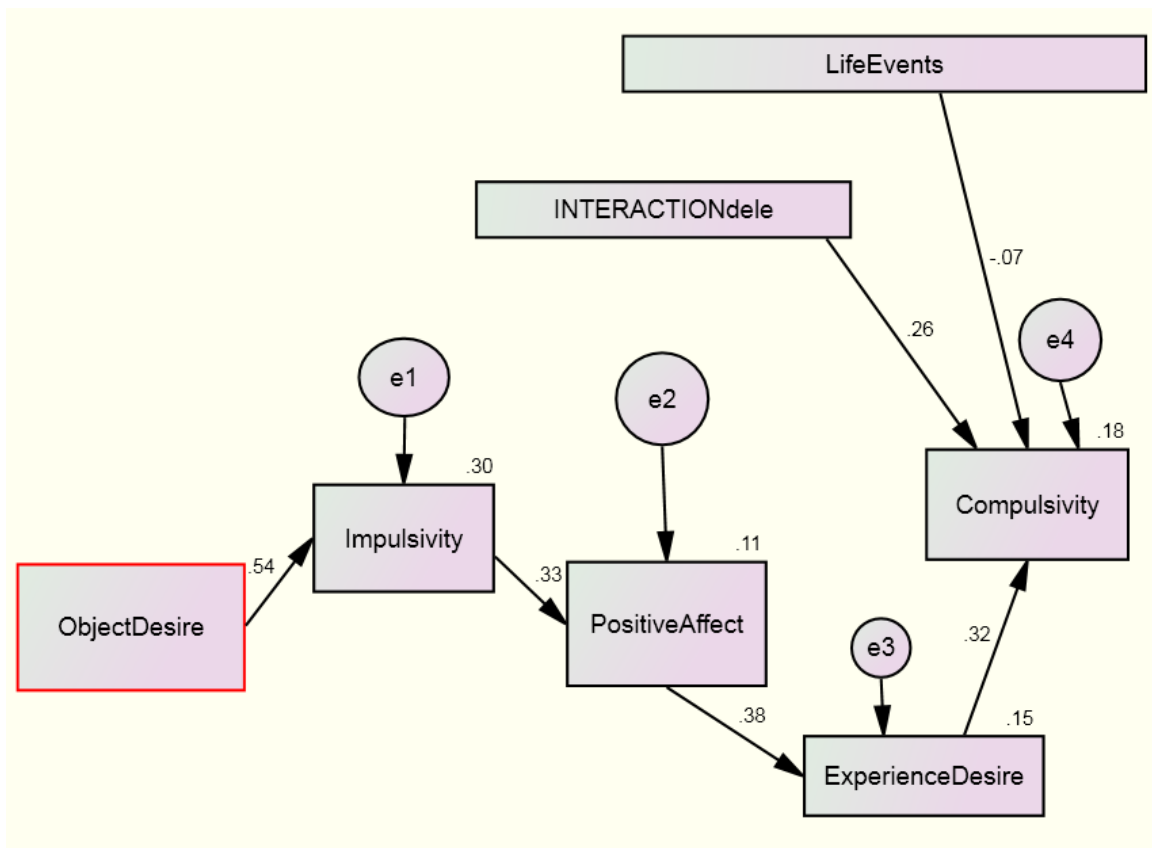 LifeEvents
INTERACTIONdele
-.07
.26
e4
e1
e2
.18
.30
Compulsivity
Impulsivity
.11
.54
.33
ObjectDesire
PositiveAffect
e3
.32
.38
.15
ExperienceDesire